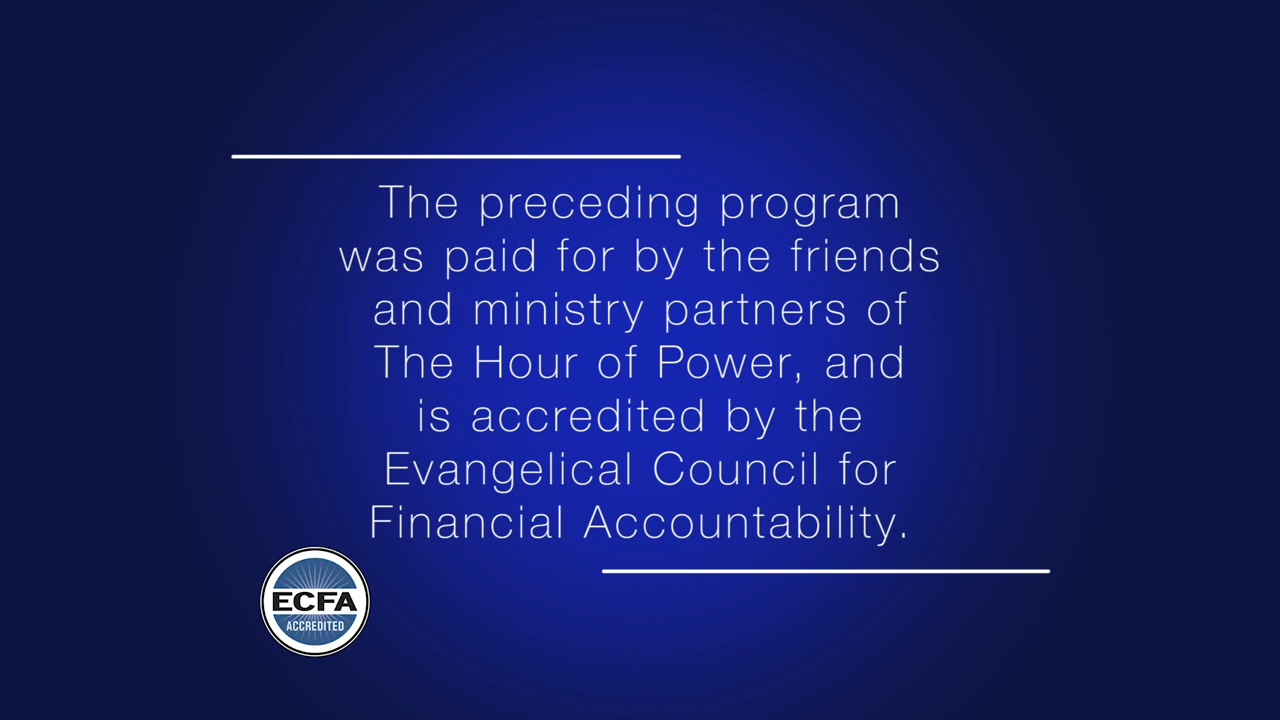 The preceding program
was paid for by the friends
and ministry partners of
The Hour of Power, and
is accredited by the
Evangelical Council for
Financial Accountability.
ECFA
ACCREDITED